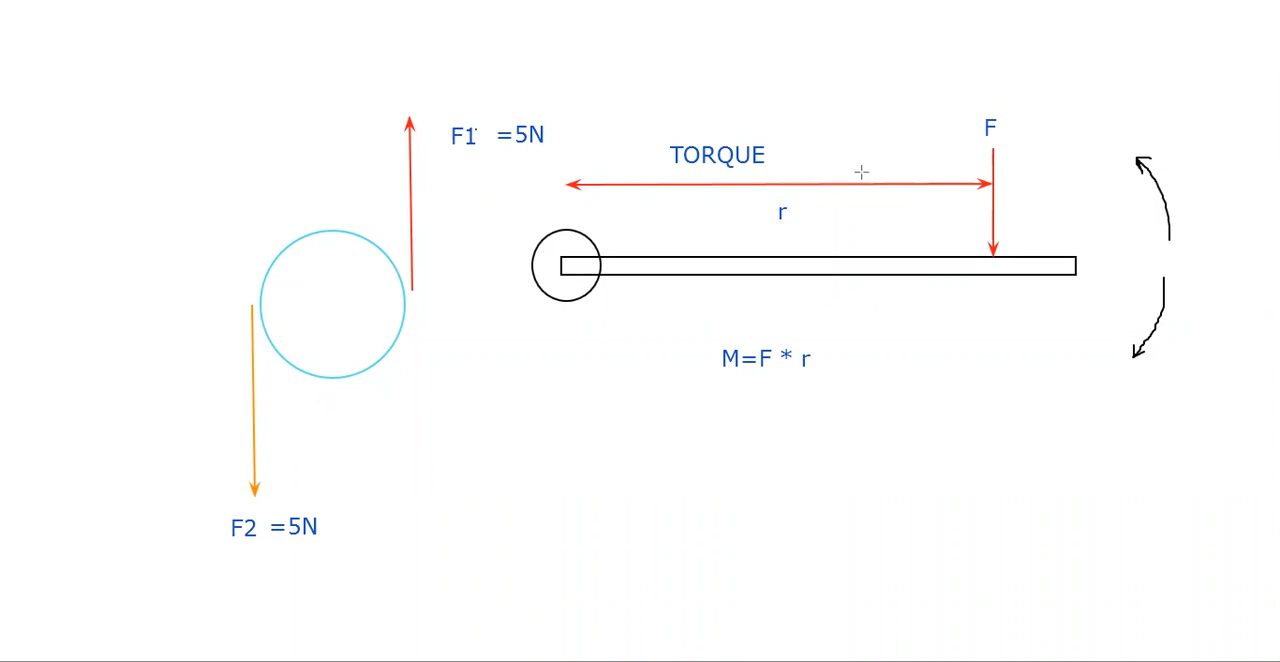 F
F1 =5N
TORQUE
r
M=F * r
F2 =5N